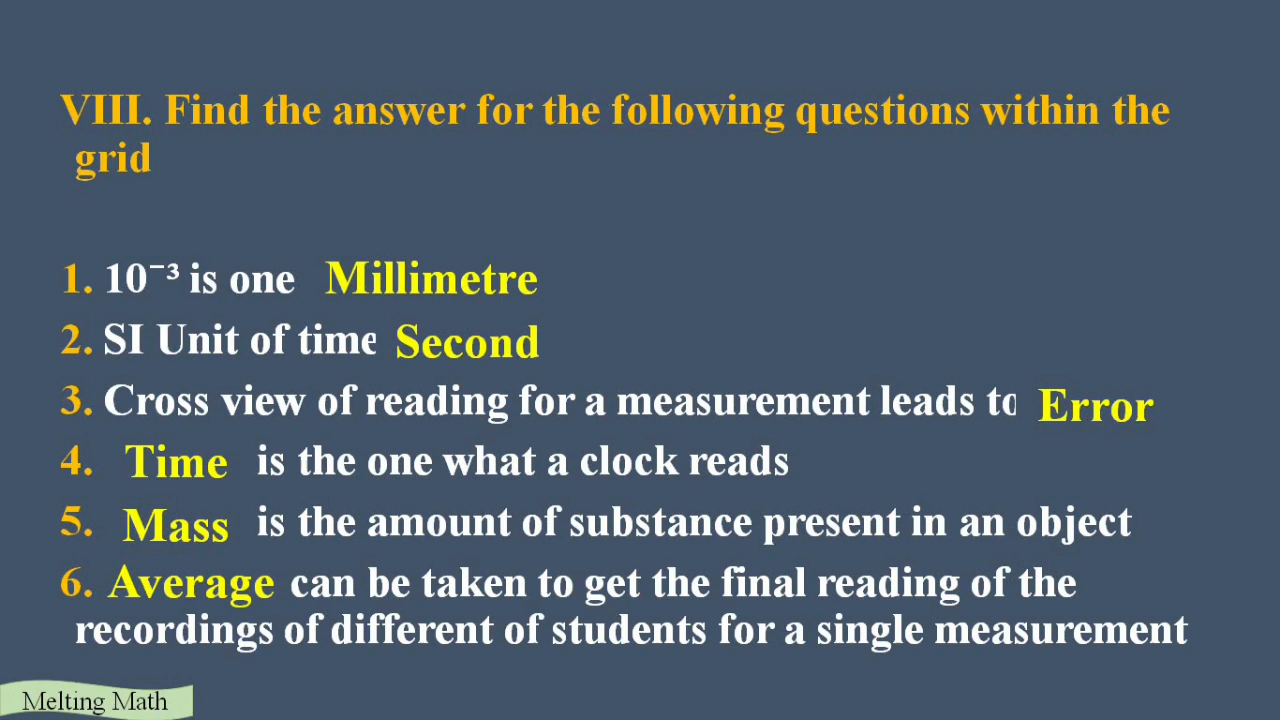 VIII. Find the answer for the following questions within the
grid
1. 10⁻³ is one Millimetre
2. SI Unit of time Second
3. Cross view of reading for a measurement leads to Error
4. Time is the one what a clock reads
5. Mass is the amount of substance present in an object
6. Average can be taken to get the final reading of the
recordings of different of students for a single measurement
Melting Math